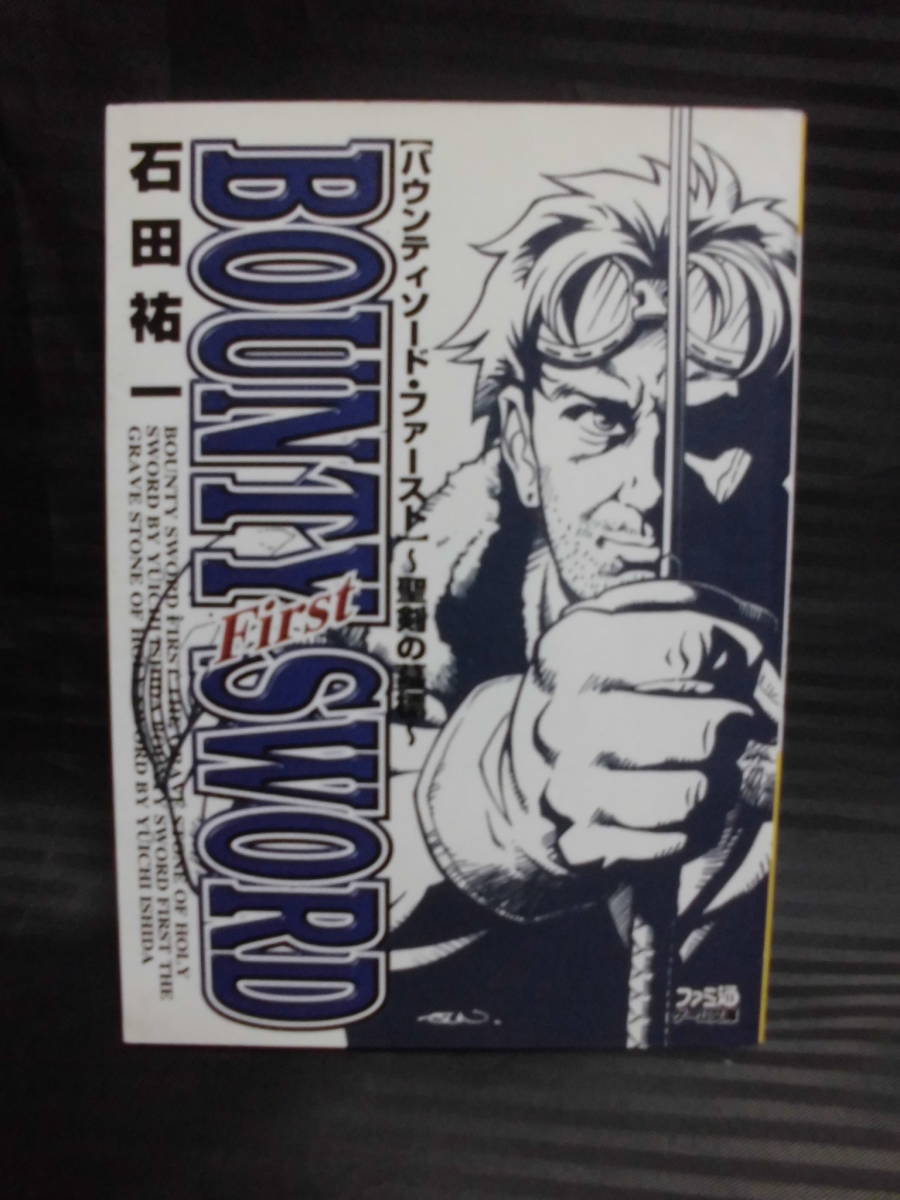 [バウンティソード・ファースト]~聖剣の墓標~
BOUNTY SWORD
First
石田祐一
BOUNTY SWORD FIRST THE GRAVE STONE OF HOLY
SWORD BY YUICHI ISHIDA BOUNTY SWORD FIRST THE
GRAVE STONE OF HOLY SWORD BY YUICHI ISHIDA
ファミ通